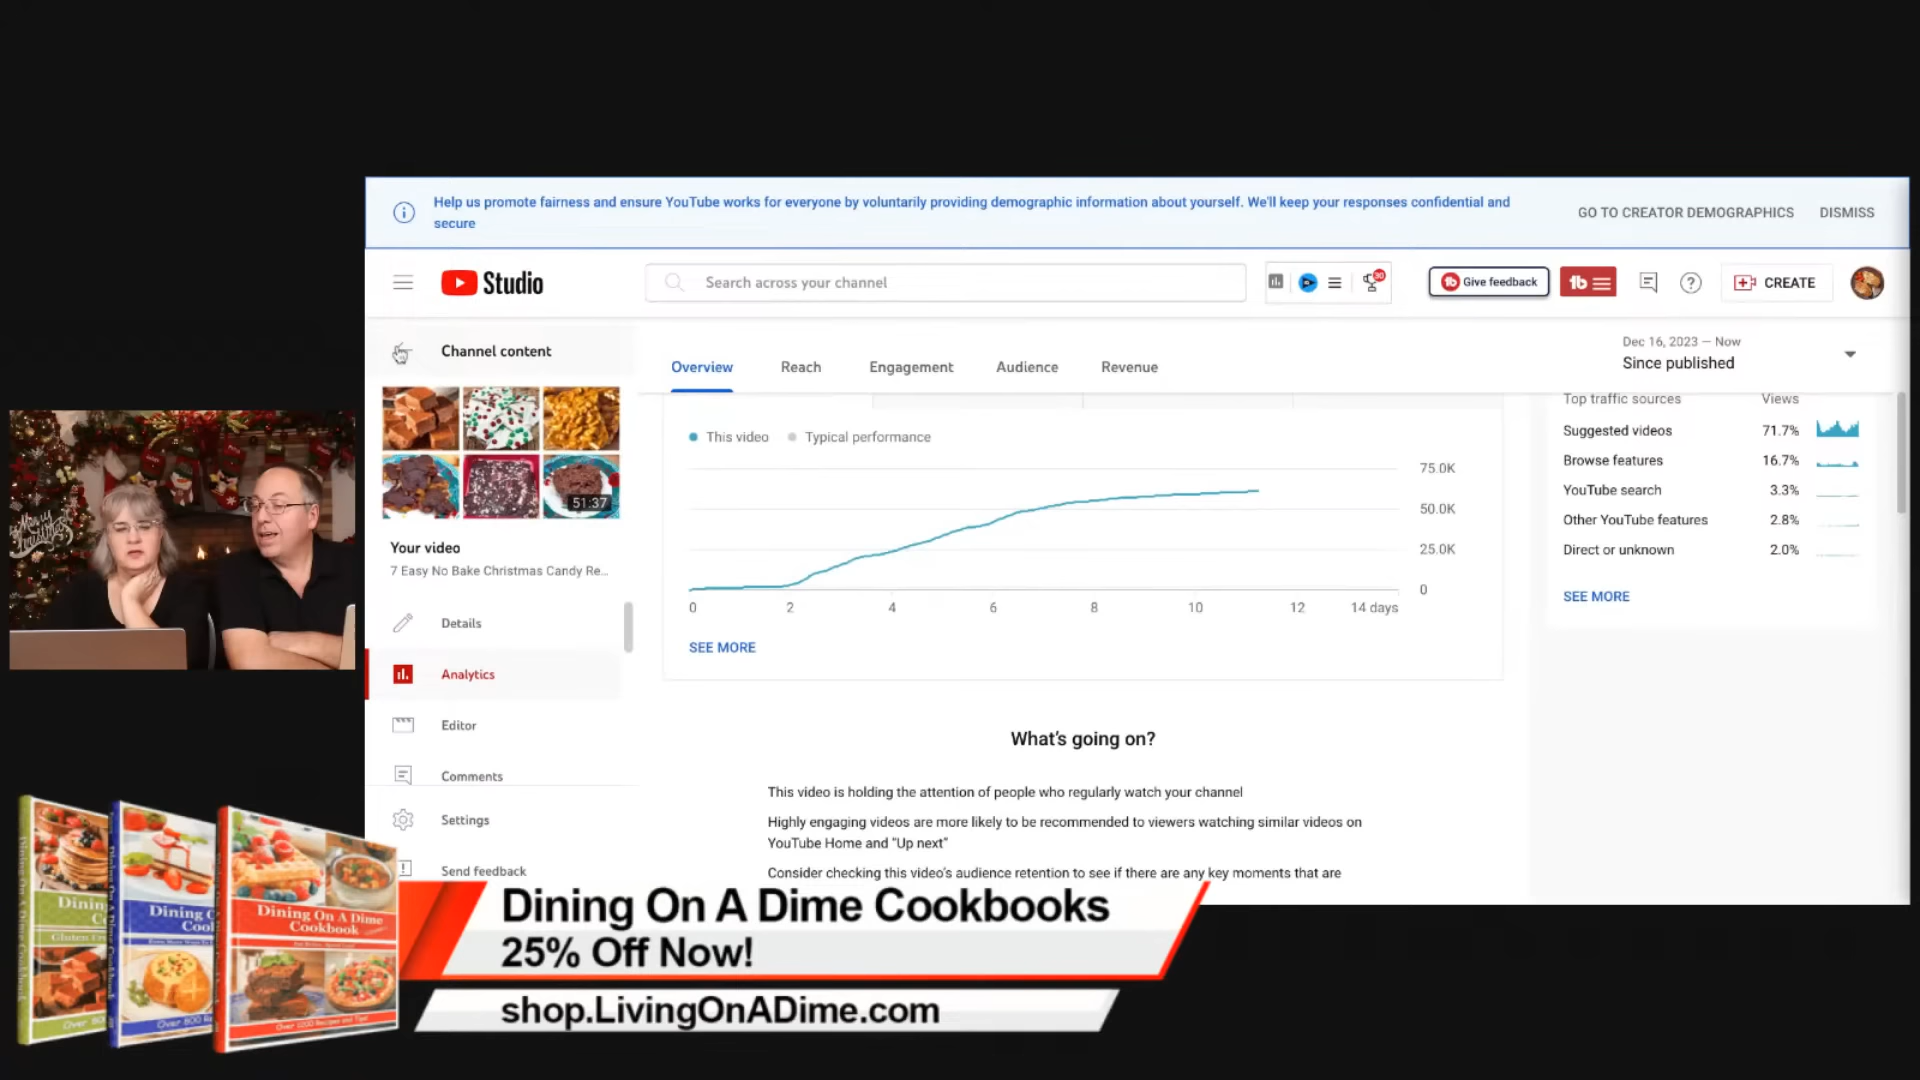 Help us promote fairness and ensure YouTube works for everyone by voluntarily providing demographic information about yourself. We'll keep your responses confidential and
secure
GO TO CREATOR DEMOGRAPHICS
DISMISS
Studio
Search across your channel
30
Give feedback
CREATE
Channel content
Overview
Reach
Engagement
Audience
Revenue
Dec 16, 2023 – Now
Since published
51:37
Your video
7 Easy No Bake Christmas Candy Re...
Details
Analytics
Editor
Comments
Settings
Send feedback
This video
Typical performance
75.0K
50.0K
25.0K
0
0 2 4 6 8 10 12 14 days
SEE MORE
Top traffic sources Views
Suggested videos 71.7%
Browse features 16.7%
YouTube search 3.3%
Other YouTube features 2.8%
Direct or unknown 2.0%
SEE MORE
What's going on?
This video is holding the attention of people who regularly watch your channel
Highly engaging videos are more likely to be recommended to viewers watching similar videos on
YouTube Home and "Up next"
Consider checking this video's audience retention to see if there are any key moments that are
Merry
Christmas
Dining On A Dime
Cookbook
Dining On A Dime Cookbooks
25% Off Now!
shop.LivingOnADime.com